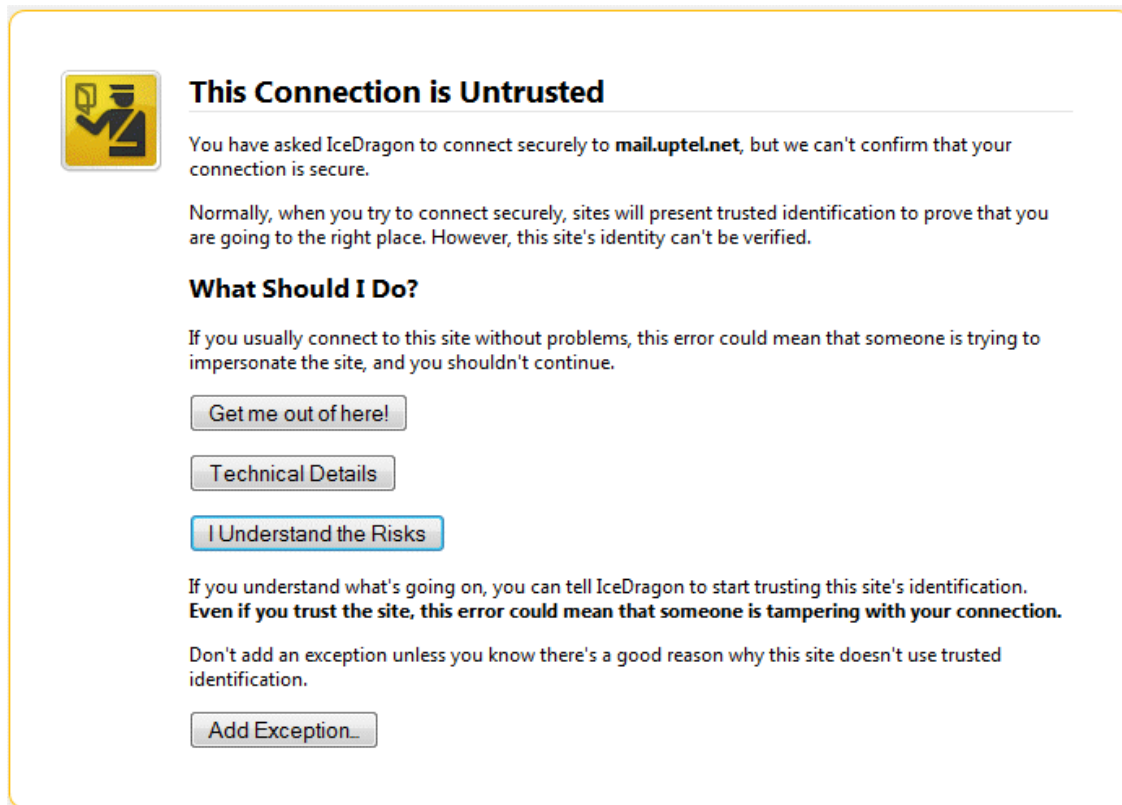 This Connection is Untrusted
You have asked IceDragon to connect securely to mail.uptel.net, but we can't confirm that your
connection is secure.
Normally, when you try to connect securely, sites will present trusted identification to prove that you
are going to the right place. However, this site's identity can't be verified.
What Should I Do?
If you usually connect to this site without problems, this error could mean that someone is trying to
impersonate the site, and you shouldn't continue.
Get me out of here!
Technical Details
I Understand the Risks
If you understand what's going on, you can tell IceDragon to start trusting this site's identification.
Even if you trust the site, this error could mean that someone is tampering with your connection.
Don't add an exception unless you know there's a good reason why this site doesn't use trusted
identification.
Add Exception...